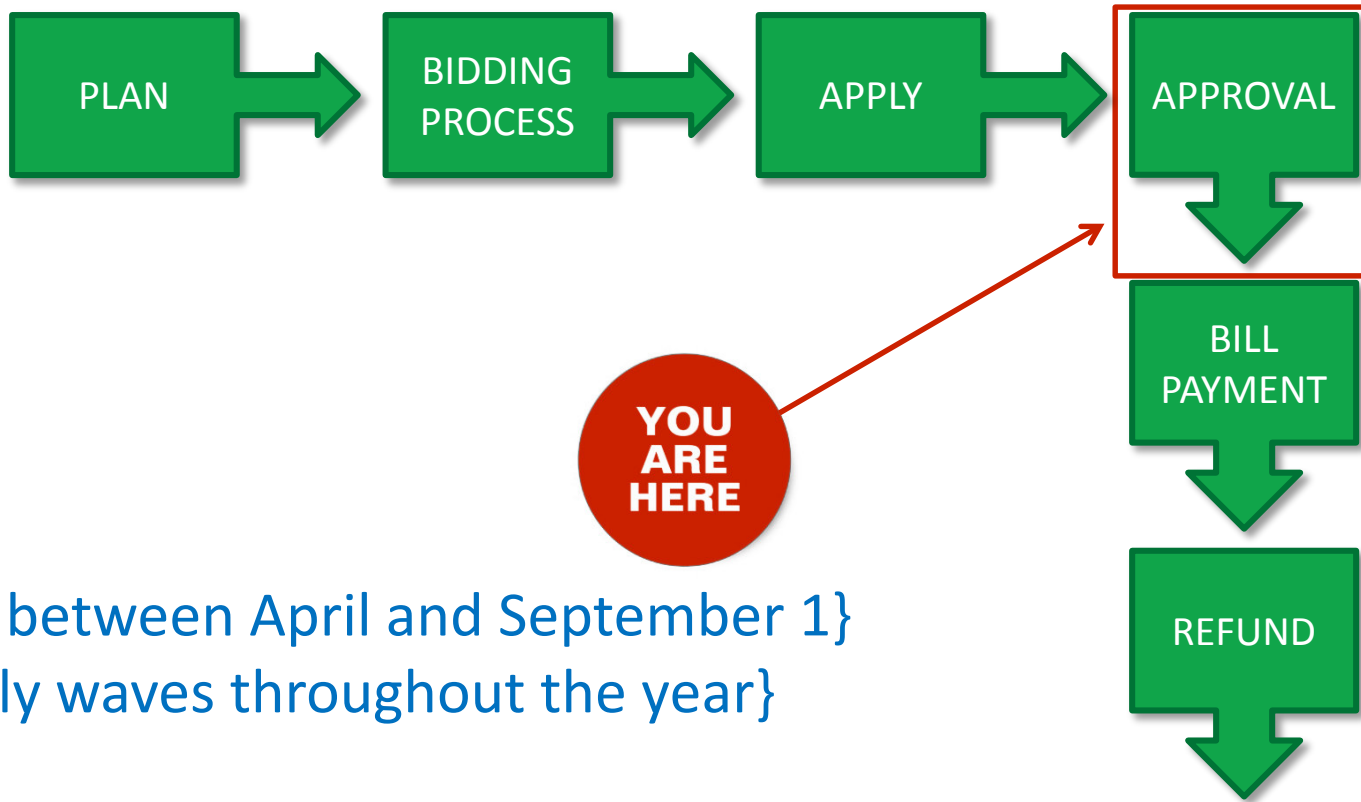 PLAN
BIDDING
PROCESS
APPLY
APPROVAL
BILL
PAYMENT
YOU
ARE
HERE
between April and September 1}
ly waves throughout the year}
REFUND